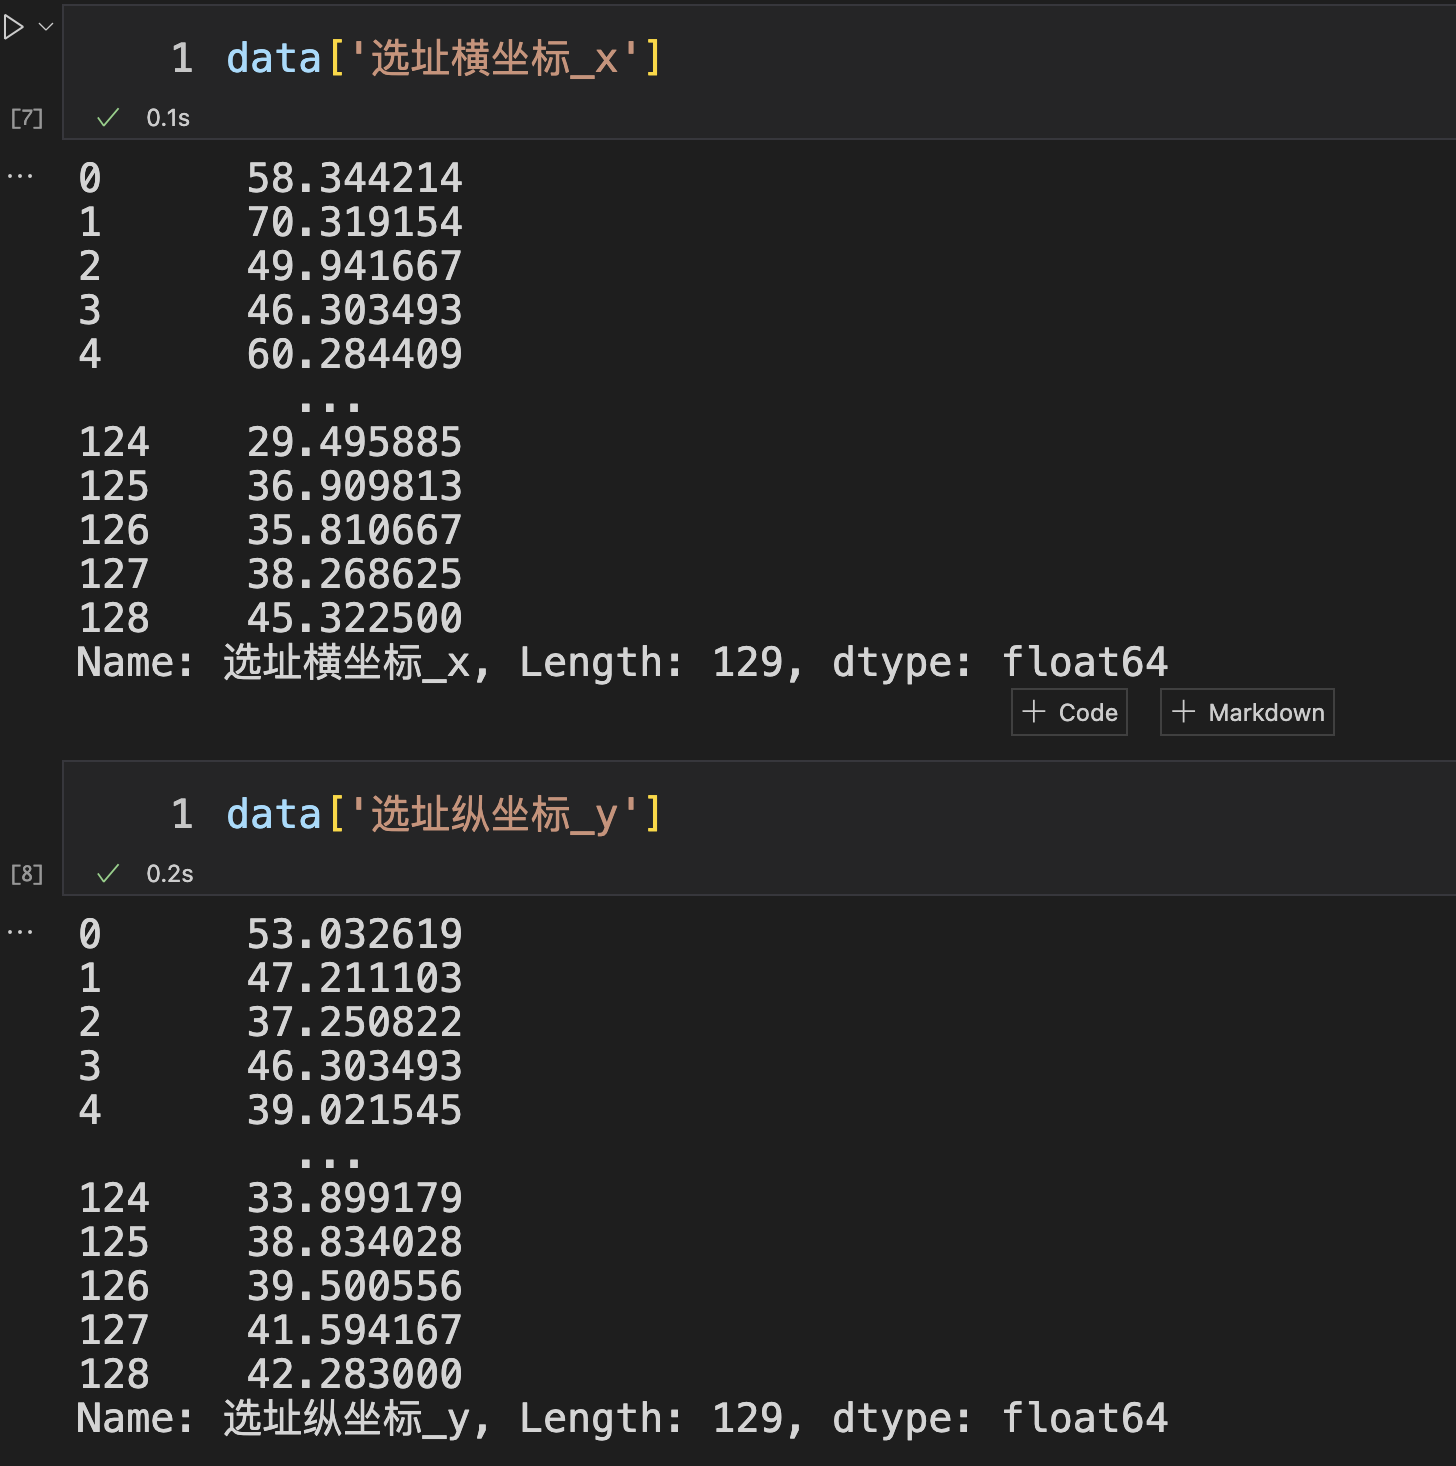 1 data['选址横坐标_x']
[7] ✓ 0.1s
... 0 58.344214
1 70.319154
2 49.941667
3 46.303493
4 60.284409
...
124 29.495885
125 36.909813
126 35.810667
127 38.268625
128 45.322500
Name: 选址横坐标_x, Length: 129, dtype: float64
+ Code + Markdown
1 data['选址纵坐标_y']
[8] ✓ 0.2s
... 0 53.032619
1 47.211103
2 37.250822
3 46.303493
4 39.021545
...
124 33.899179
125 38.834028
126 39.500556
127 41.594167
128 42.283000
Name: 选址纵坐标_y, Length: 129, dtype: float64